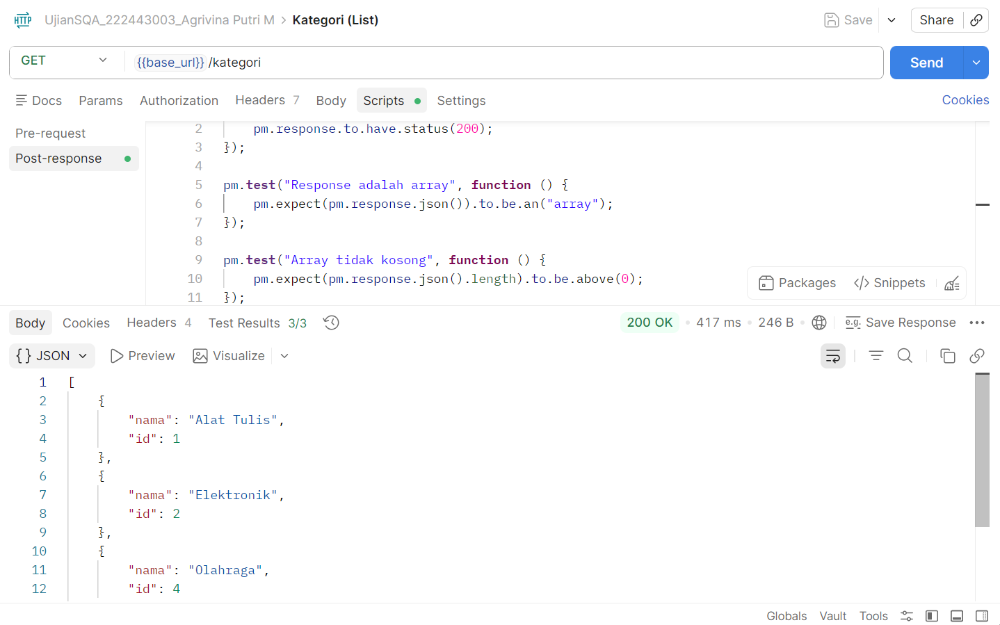 HTTP UjianSQA_222443003_Agrivina Putri M > Kategori (List) Save Share
GET {{base_url}} /kategori Send
Docs Params Authorization Headers 7 Body Scripts Settings Cookies
Pre-request
Post-response
2 pm.response.to.have.status(200);
3 });
4
5 pm.test("Response adalah array", function () {
6 pm.expect(pm.response.json()).to.be.an("array");
7 });
8
9 pm.test("Array tidak kosong", function () {
10 pm.expect(pm.response.json().length).to.be.above(0);
11 });
Packages </> Snippets
Body Cookies Headers 4 Test Results 3/3 200 OK • 417 ms • 246 B • e.g. Save Response •••
{} JSON Preview Visualize
1 [
2 {
3 "nama": "Alat Tulis",
4 "id": 1
5 },
6 {
7 "nama": "Elektronik",
8 "id": 2
9 },
10 {
11 "nama": "Olahraga",
12 "id": 4
Globals Vault Tools